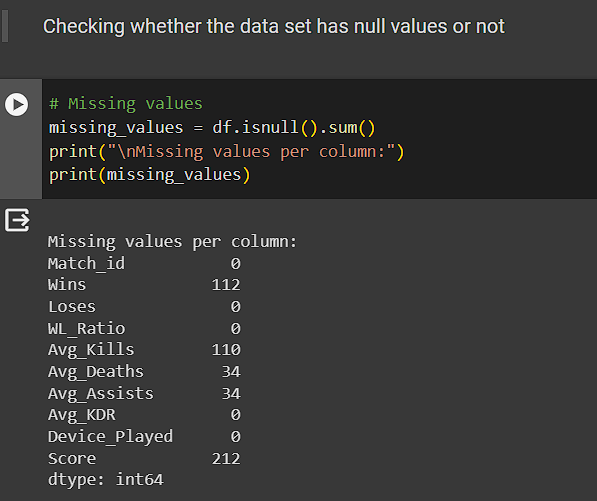 Checking whether the data set has null values or not
# Missing values
missing_values = df.isnull().sum()
print("\nMissing values per column:")
print(missing_values)
Missing values per column:
Match_id 0
Wins 112
Loses 0
WL_Ratio 0
Avg_Kills 110
Avg_Deaths 34
Avg_Assists 34
Avg_KDR 0
Device_Played 0
Score 212
dtype: int64